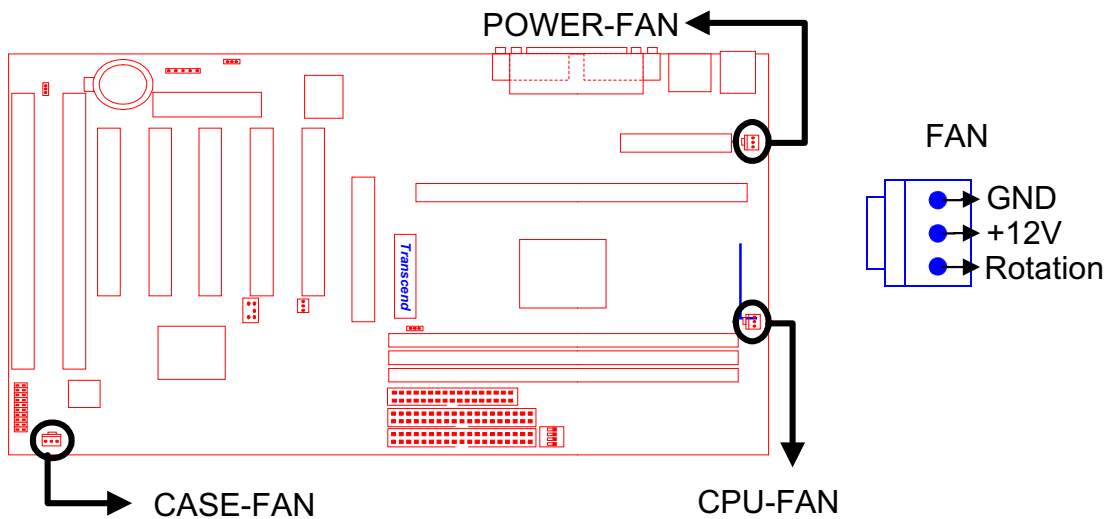 POWER-FAN
FAN
GND
+12V
Rotation
Transcend
CASE-FAN
CPU-FAN